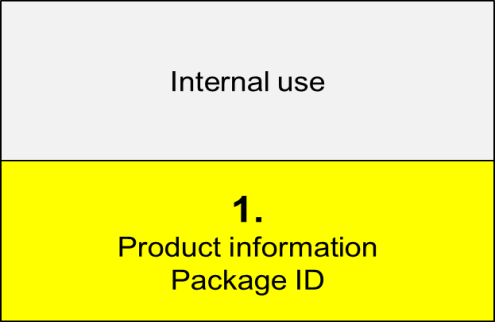 Internal use
1.
Product information
Package ID